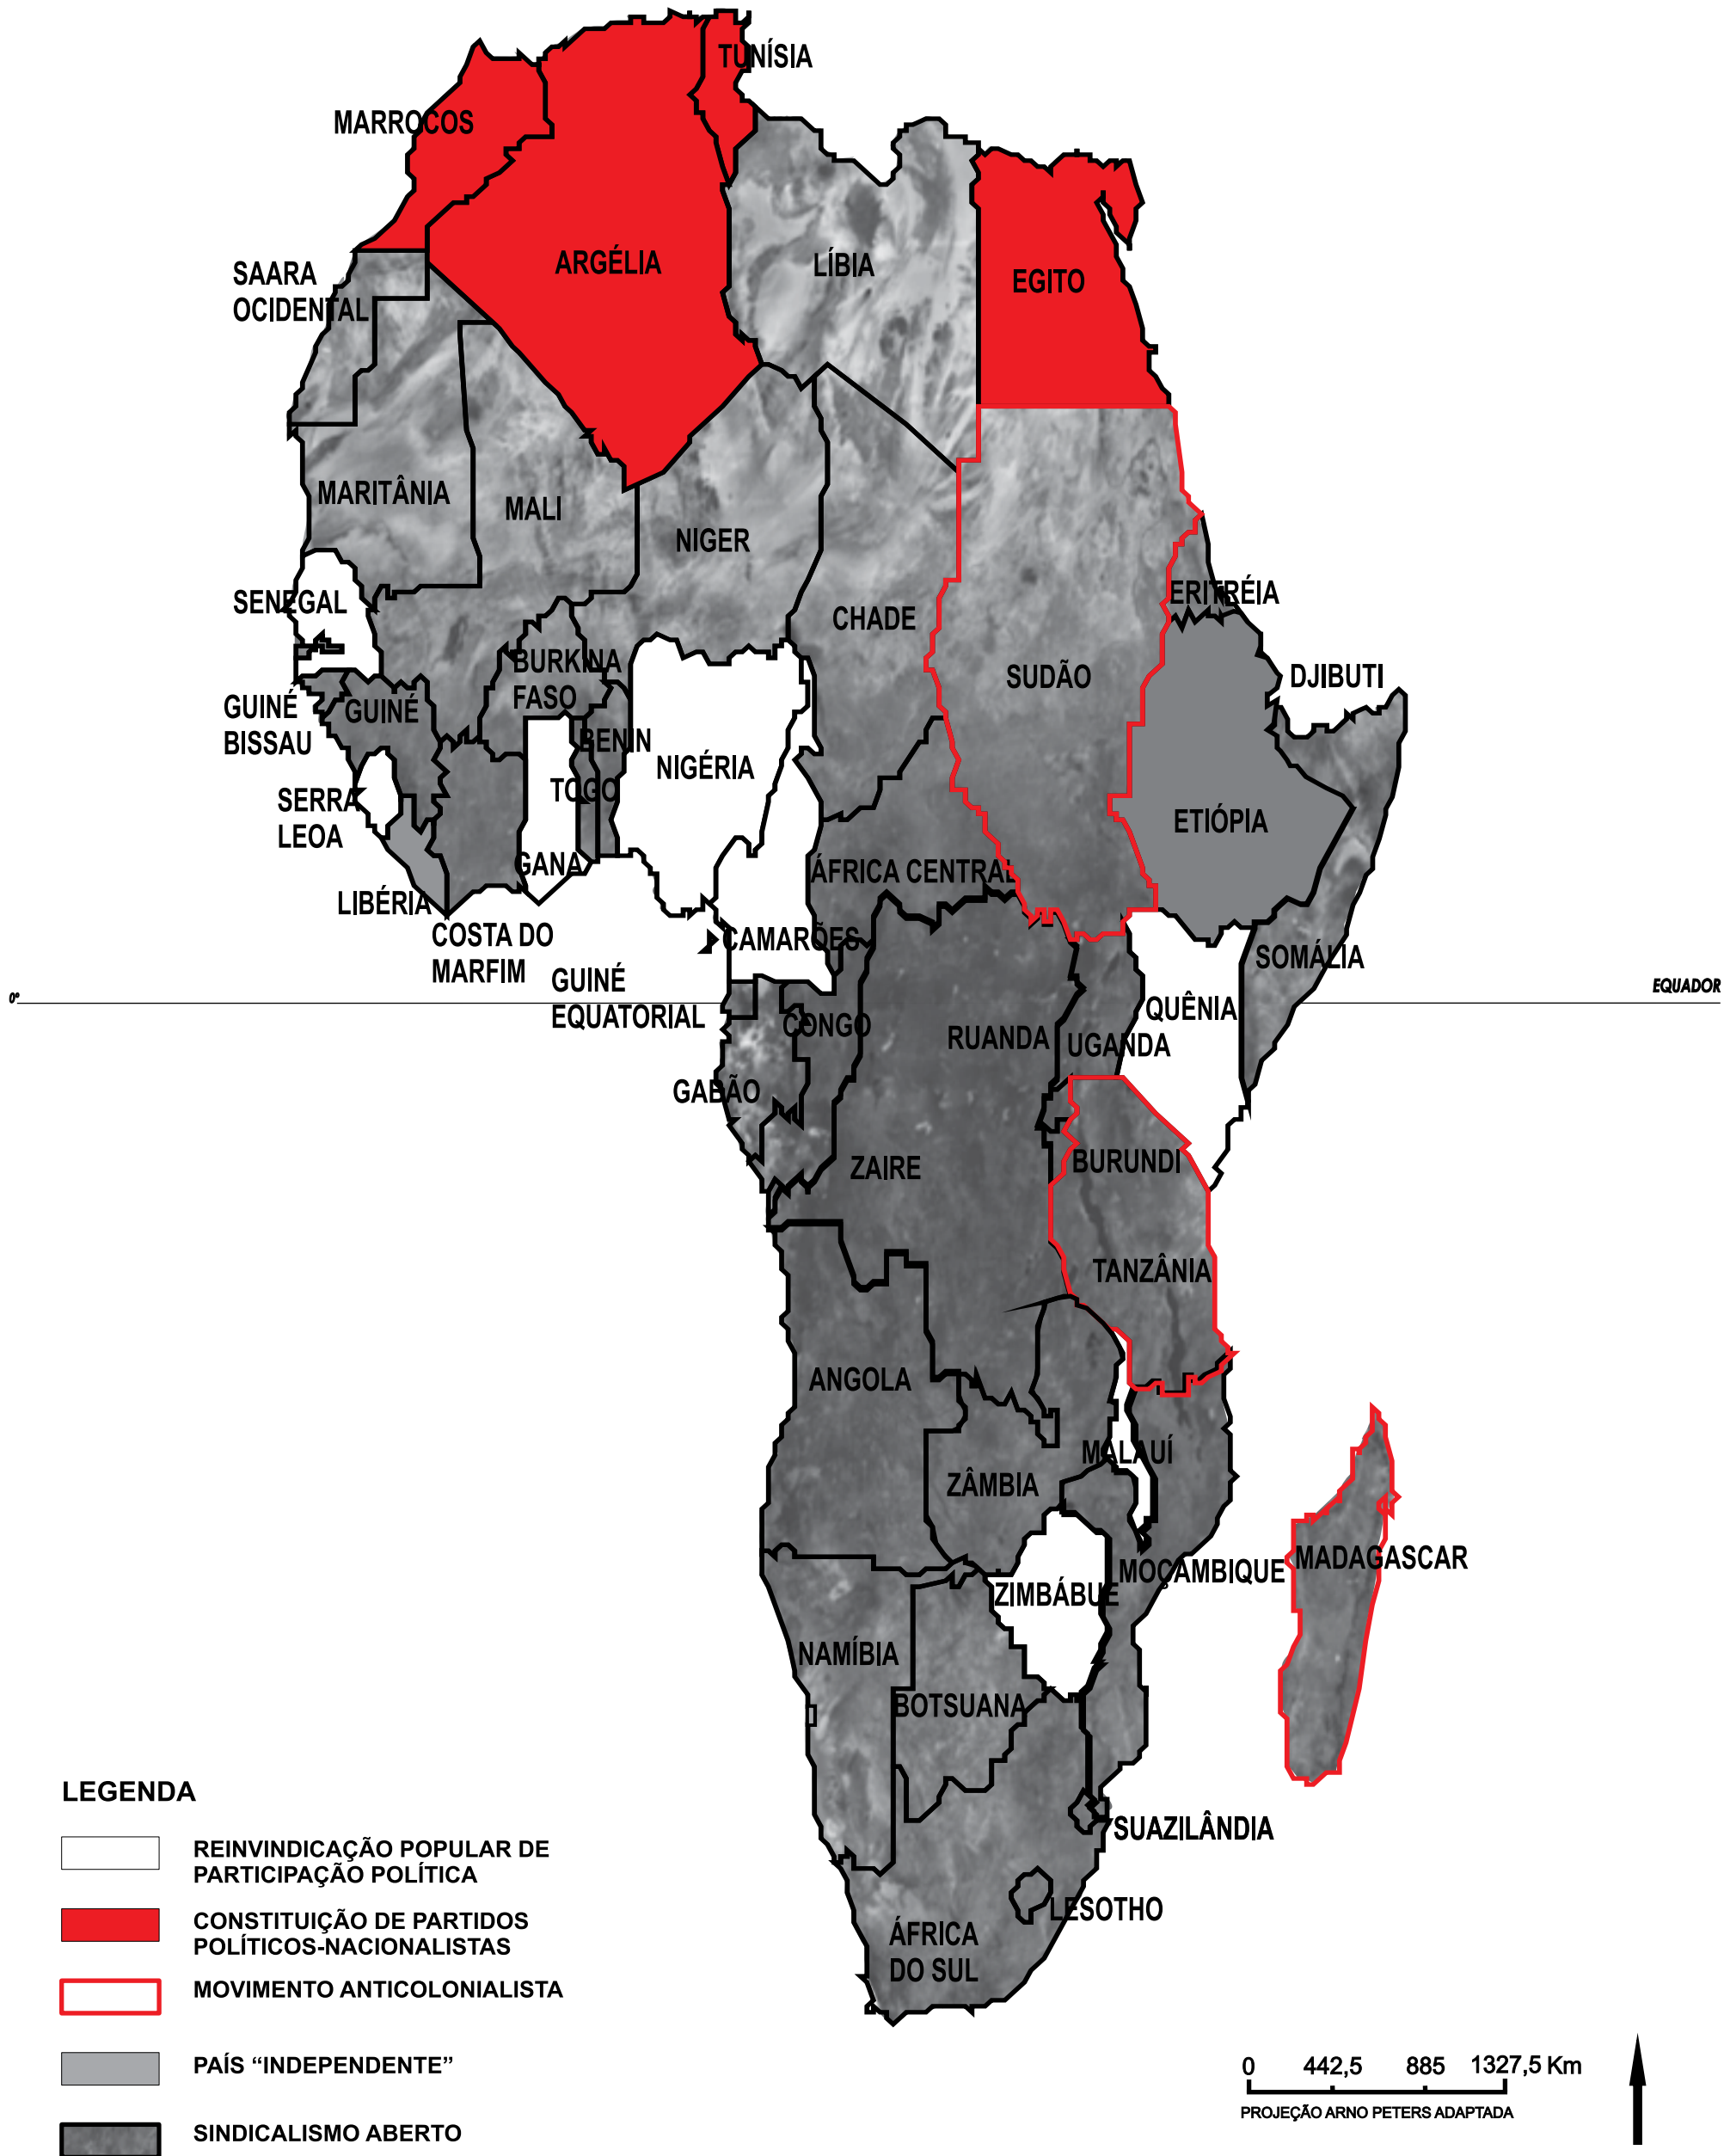 TUNÍSIA
MARROCOS
ARGÉLIA
LÍBIA
EGITO
SAARA
OCIDENTAL
MARITÂNIA
MALI
NIGER
CHADE
SUDÃO
ERITRÉIA
DJIBUTI
SENEGAL
BURKINA
FASO
GUINÉ
BISSAU
GUINÉ
BENIN
NIGÉRIA
TOGO
SERRA
LEOA
GANA
ETIÓPIA
LIBÉRIA
ÁFRICA CENTRAL
COSTA DO
MARFIM
CAMARÕES
SOMÁLIA
GUINÉ
EQUATORIAL
0°
EQUADOR
CONGO
RUANDA
UGANDA
QUÊNIA
GABÃO
ZAIRE
BURUNDI
TANZÂNIA
ANGOLA
MALAUÍ
ZÂMBIA
MOÇAMBIQUE
MADAGASCAR
ZIMBÁBUE
NAMÍBIA
BOTSUANA
SUAZILÂNDIA
LESOTHO
ÁFRICA
DO SUL
LEGENDA
REINVINDICAÇÃO POPULAR DE
PARTICIPAÇÃO POLÍTICA
CONSTITUIÇÃO DE PARTIDOS
POLÍTICOS-NACIONALISTAS
MOVIMENTO ANTICOLONIALISTA
PAÍS “INDEPENDENTE”
SINDICALISMO ABERTO
0 442,5 885 1327,5 Km
PROJEÇÃO ARNO PETERS ADAPTADA